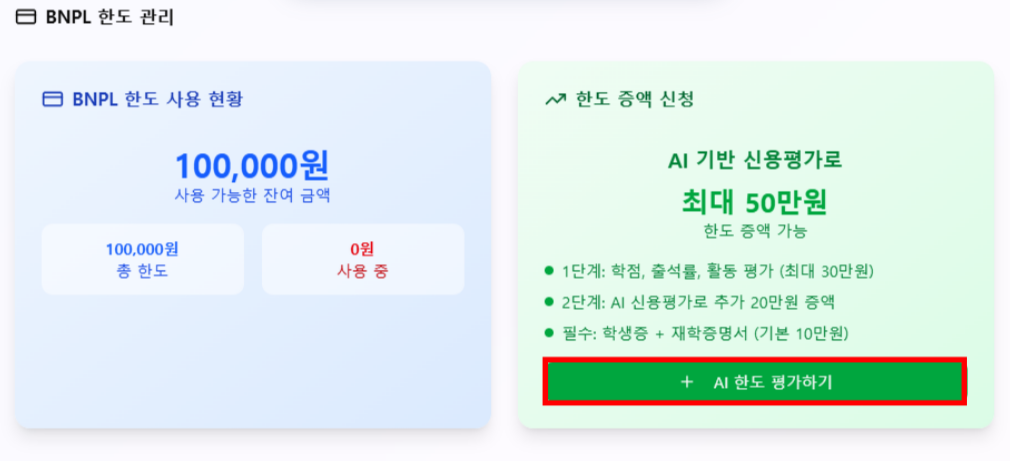 BNPL 한도 관리
BNPL 한도 사용 현황
100,000원
사용 가능한 잔여 금액
100,000원
총 한도
0원
사용 중
한도 증액 신청
AI 기반 신용평가로
최대 50만원
한도 증액 가능
1단계: 학점, 출석률, 활동 평가 (최대 30만원)
2단계: AI 신용평가로 추가 20만원 증액
필수: 학생증 + 재학증명서 (기본 10만원)
+ AI 한도 평가하기